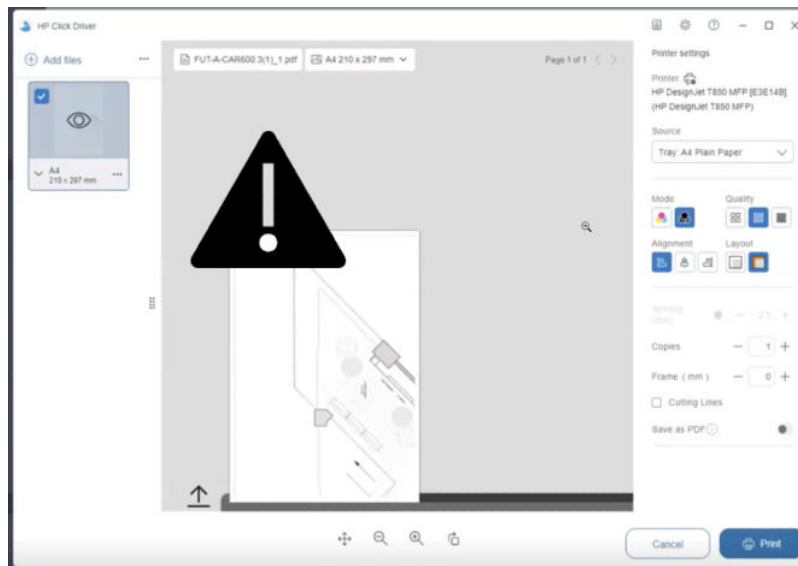 HP Click Driver
Add files
...
FUT-A-CAR600.3(1)_1.pdf
A4 210 x 297 mm
Page 1 of 1
A4
210 x 297 mm
...
Printer settings
Printer
HP DesignJet T850 MFP [E3E14B]
(HP DesignJet T850 MFP)
Source
Tray: A4 Plain Paper
Mode
Quality
Alignment
Layout
2.5
Copies
1
Frame ( mm )
0
Cutting Lines
Save as PDF
Cancel
Print